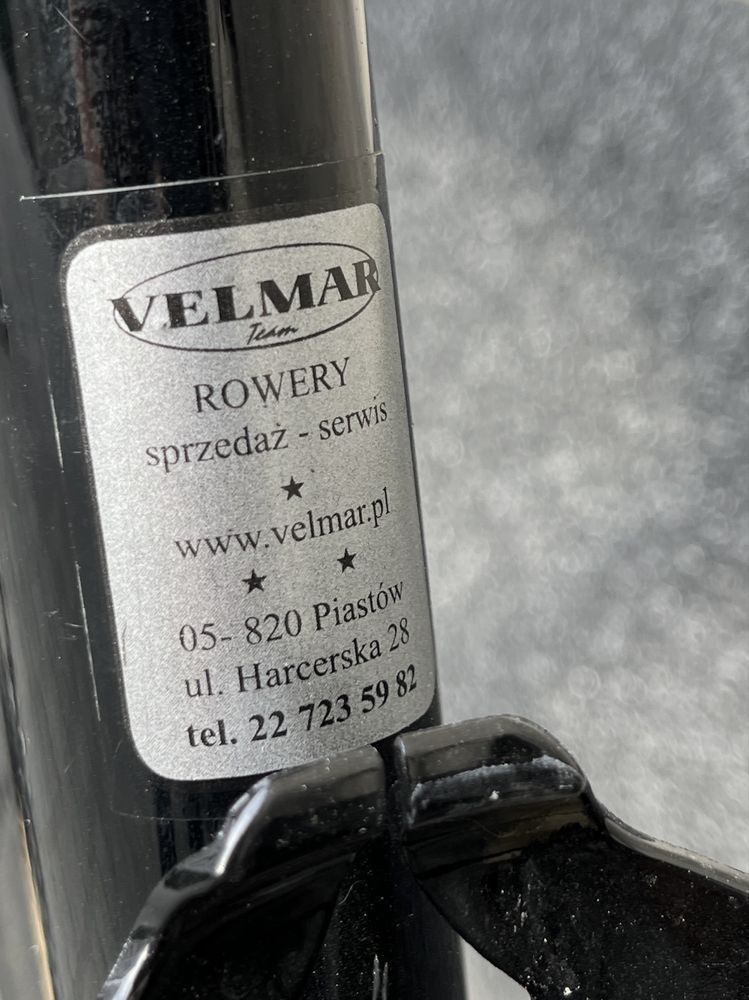 VELMAR
Team
ROWERY
sprzedaż - serwis
www.velmar.pl
05- 820 Piastów
ul. Harcerska 28
tel. 22 723 59 82